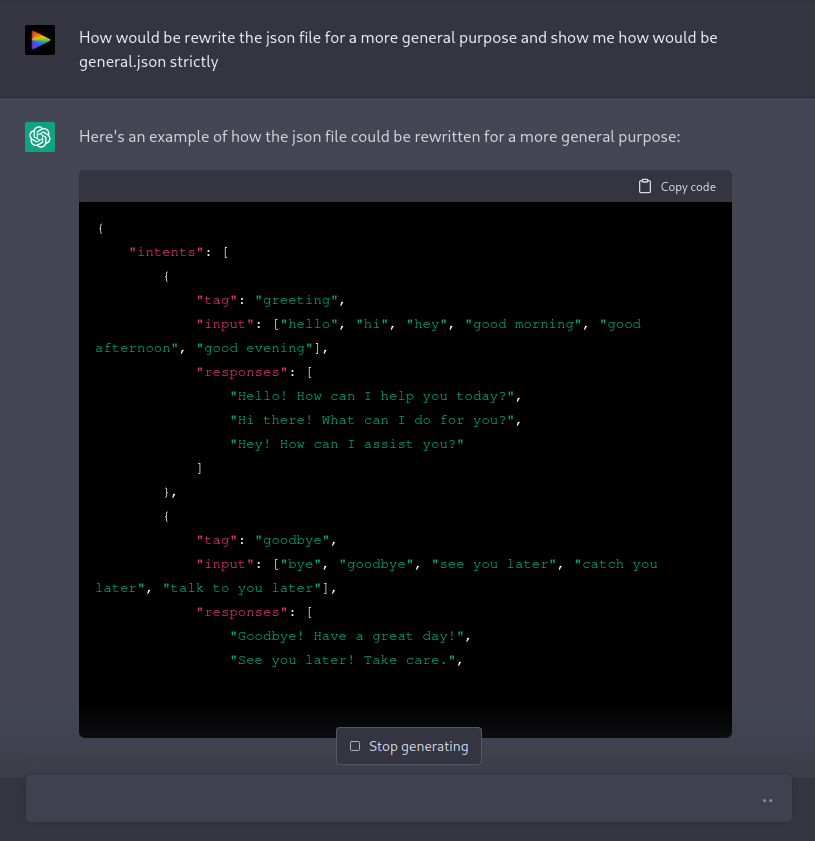 How would be rewrite the json file for a more general purpose and show me how would be
general.json strictly
Here's an example of how the json file could be rewritten for a more general purpose:
Copy code
{
"intents": [
{
"tag": "greeting",
"input": ["hello", "hi", "hey", "good morning", "good
afternoon", "good evening"],
"responses": [
"Hello! How can I help you today?",
"Hi there! What can I do for you?",
"Hey! How can I assist you?"
]
},
{
"tag": "goodbye",
"input": ["bye", "goodbye", "see you later", "catch you
later", "talk to you later"],
"responses": [
"Goodbye! Have a great day!",
"See you later! Take care.",
Stop generating